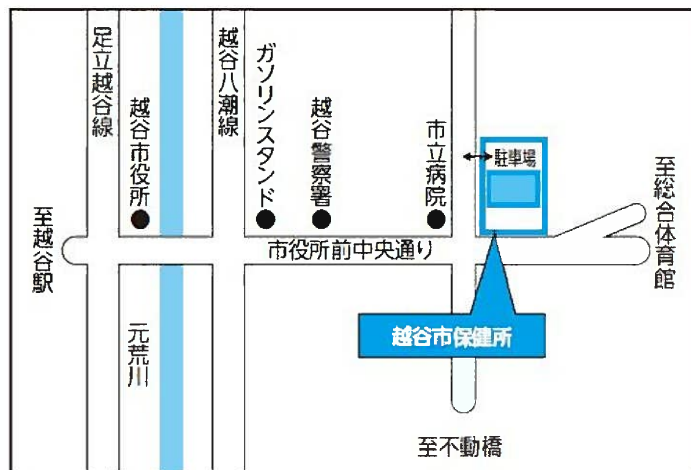 足立越谷線
越谷市役所
越谷八潮線
ガソリンスタンド
越谷警察署
市立病院
駐車場
至総合体育館
至越谷駅
市役所前中央通り
元荒川
越谷市保健所
至不動橋